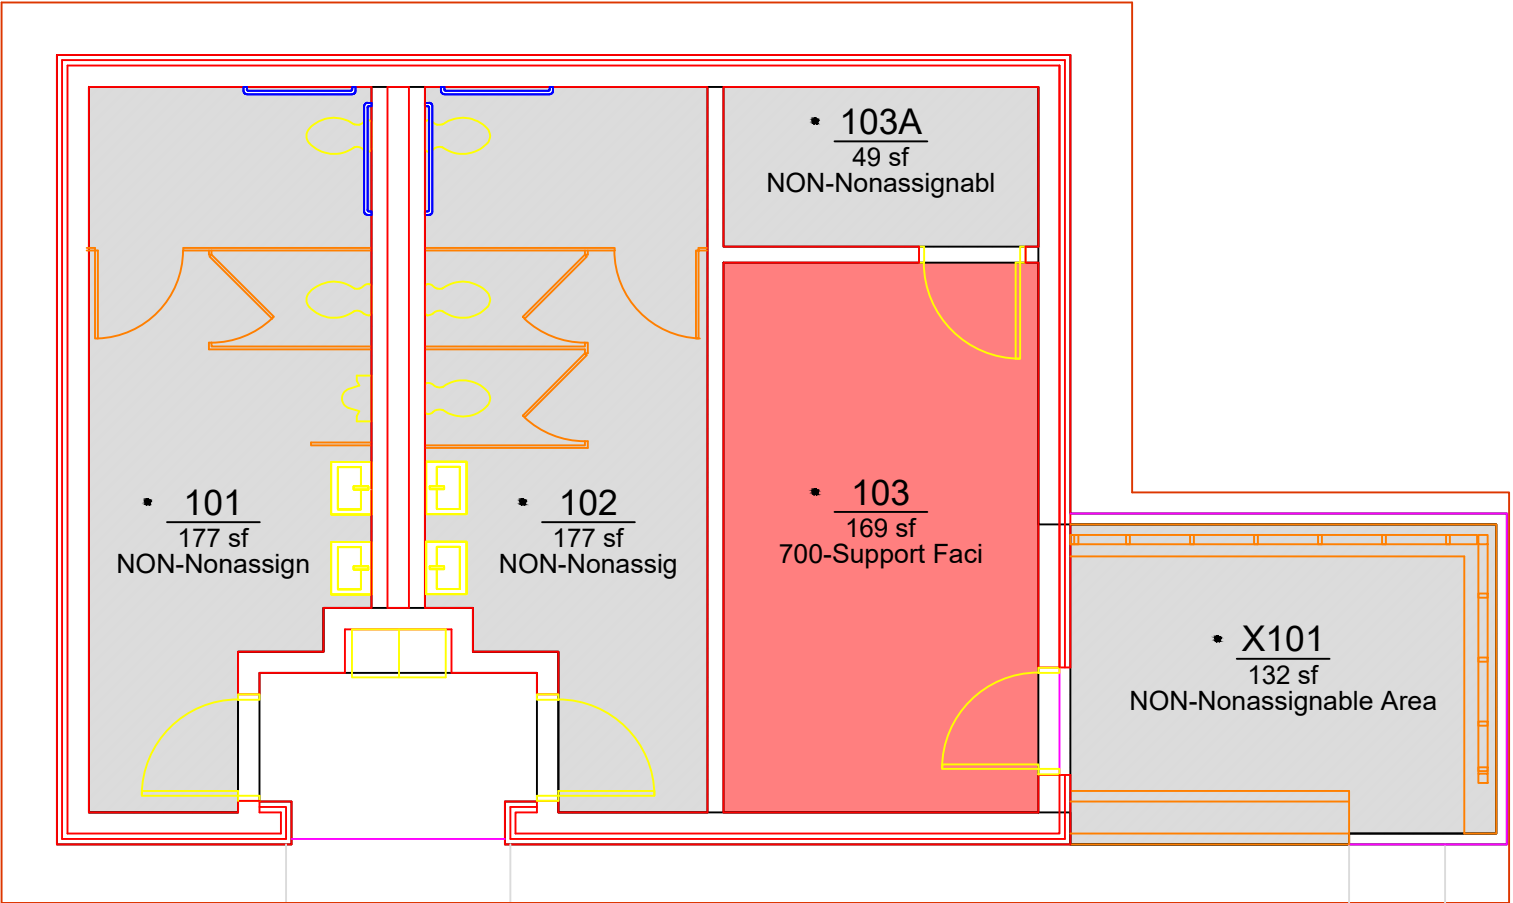 103A
49 sf
NON-Nonassignabl
101
177 sf
NON-Nonassign
102
177 sf
NON-Nonassig
103
169 sf
700-Support Faci
X101
132 sf
NON-Nonassignable Area